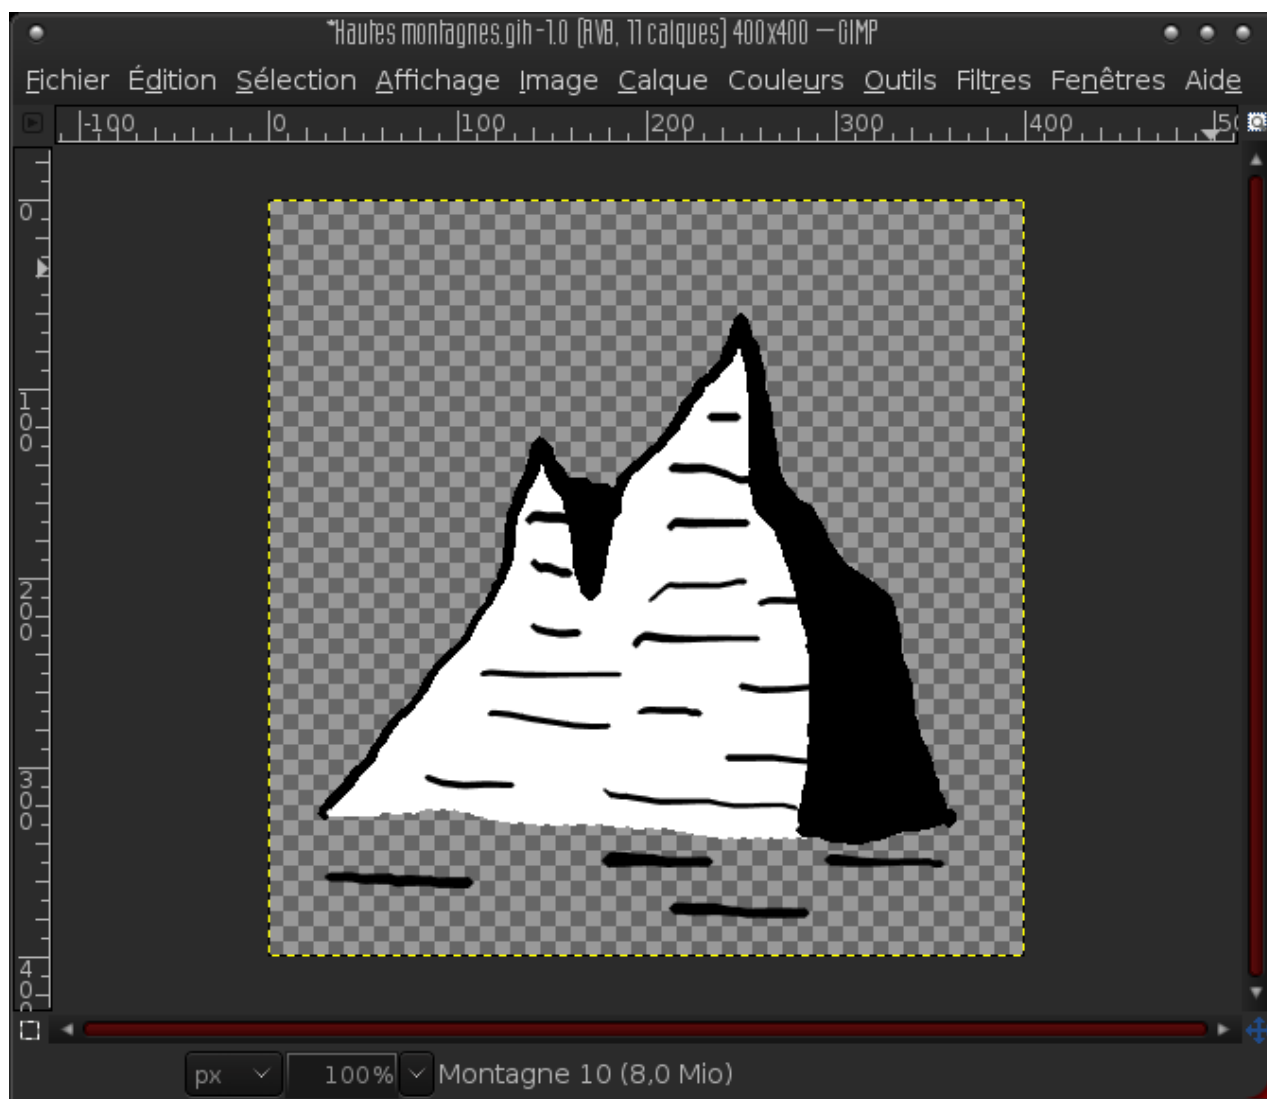 *Hautes montagnes.gih-1.0 (RVB, 11 calques) 400x400 — GIMP
Fichier Édition Sélection Affichage Image Calque Couleurs Outils Filtres Fenêtres Aide
-100 0 100 200 300 400 50
0
100
200
300
400
px 100% Montagne 10 (8,0 Mio)